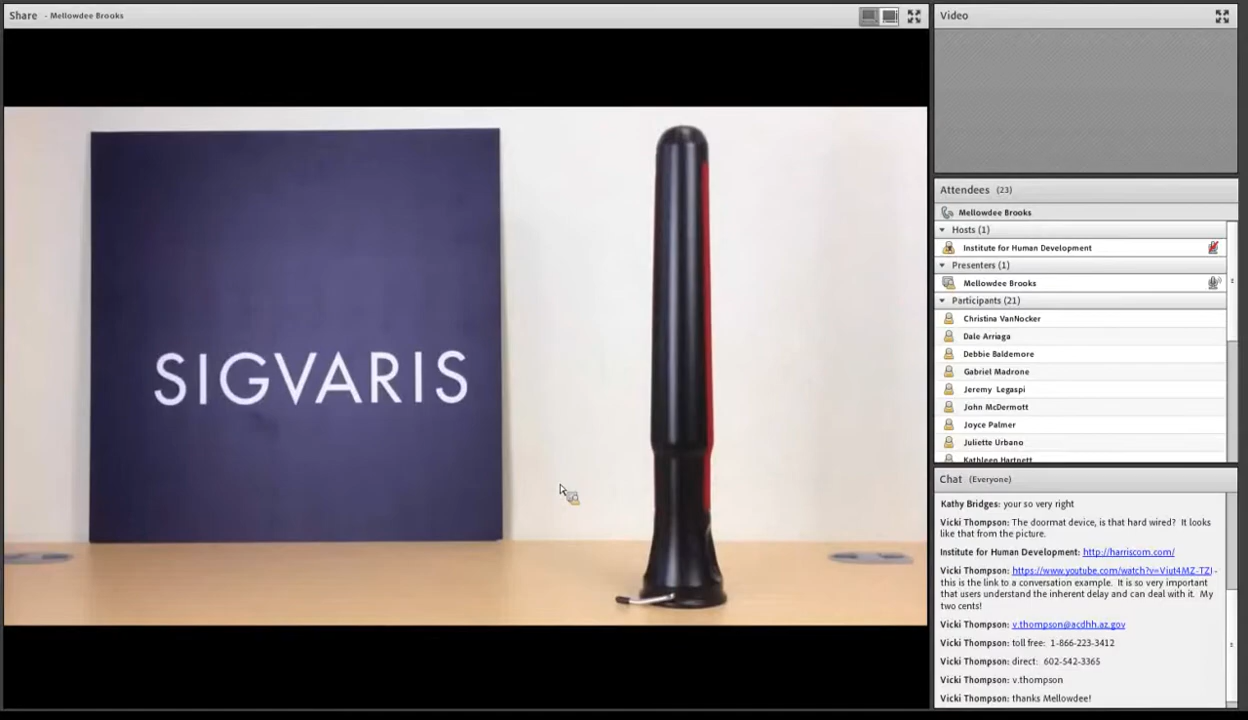 Share - Mellowdee Brooks
SIGVARIS
Video
Attendees (23)
Mellowdee Brooks
Hosts (1)
Institute for Human Development
Presenters (1)
Mellowdee Brooks
Participants (21)
Christina VanNocker
Dale Arriaga
Debbie Baldemore
Gabriel Madrone
Jeremy Legaspi
John McDermott
Joyce Palmer
Juliette Urbano
Kathleen Hartnett
Chat (Everyone)
Kathy Bridges: your so very right
Vicki Thompson: The doormat device, is that hard wired? It looks
like that from the picture.
Institute for Human Development: http://harriscom.com/
Vicki Thompson: https://www.youtube.com/watch?v=Vjut4MZ-TZI -
this is the link to a conversation example. It is so very important
that users understand the inherent delay and can deal with it. My
two cents!
Vicki Thompson: v.thompson@acdhh.az.gov
Vicki Thompson: toll free: 1-866-223-3412
Vicki Thompson: direct: 602-542-3365
Vicki Thompson: v.thompson
Vicki Thompson: thanks Mellowdee!